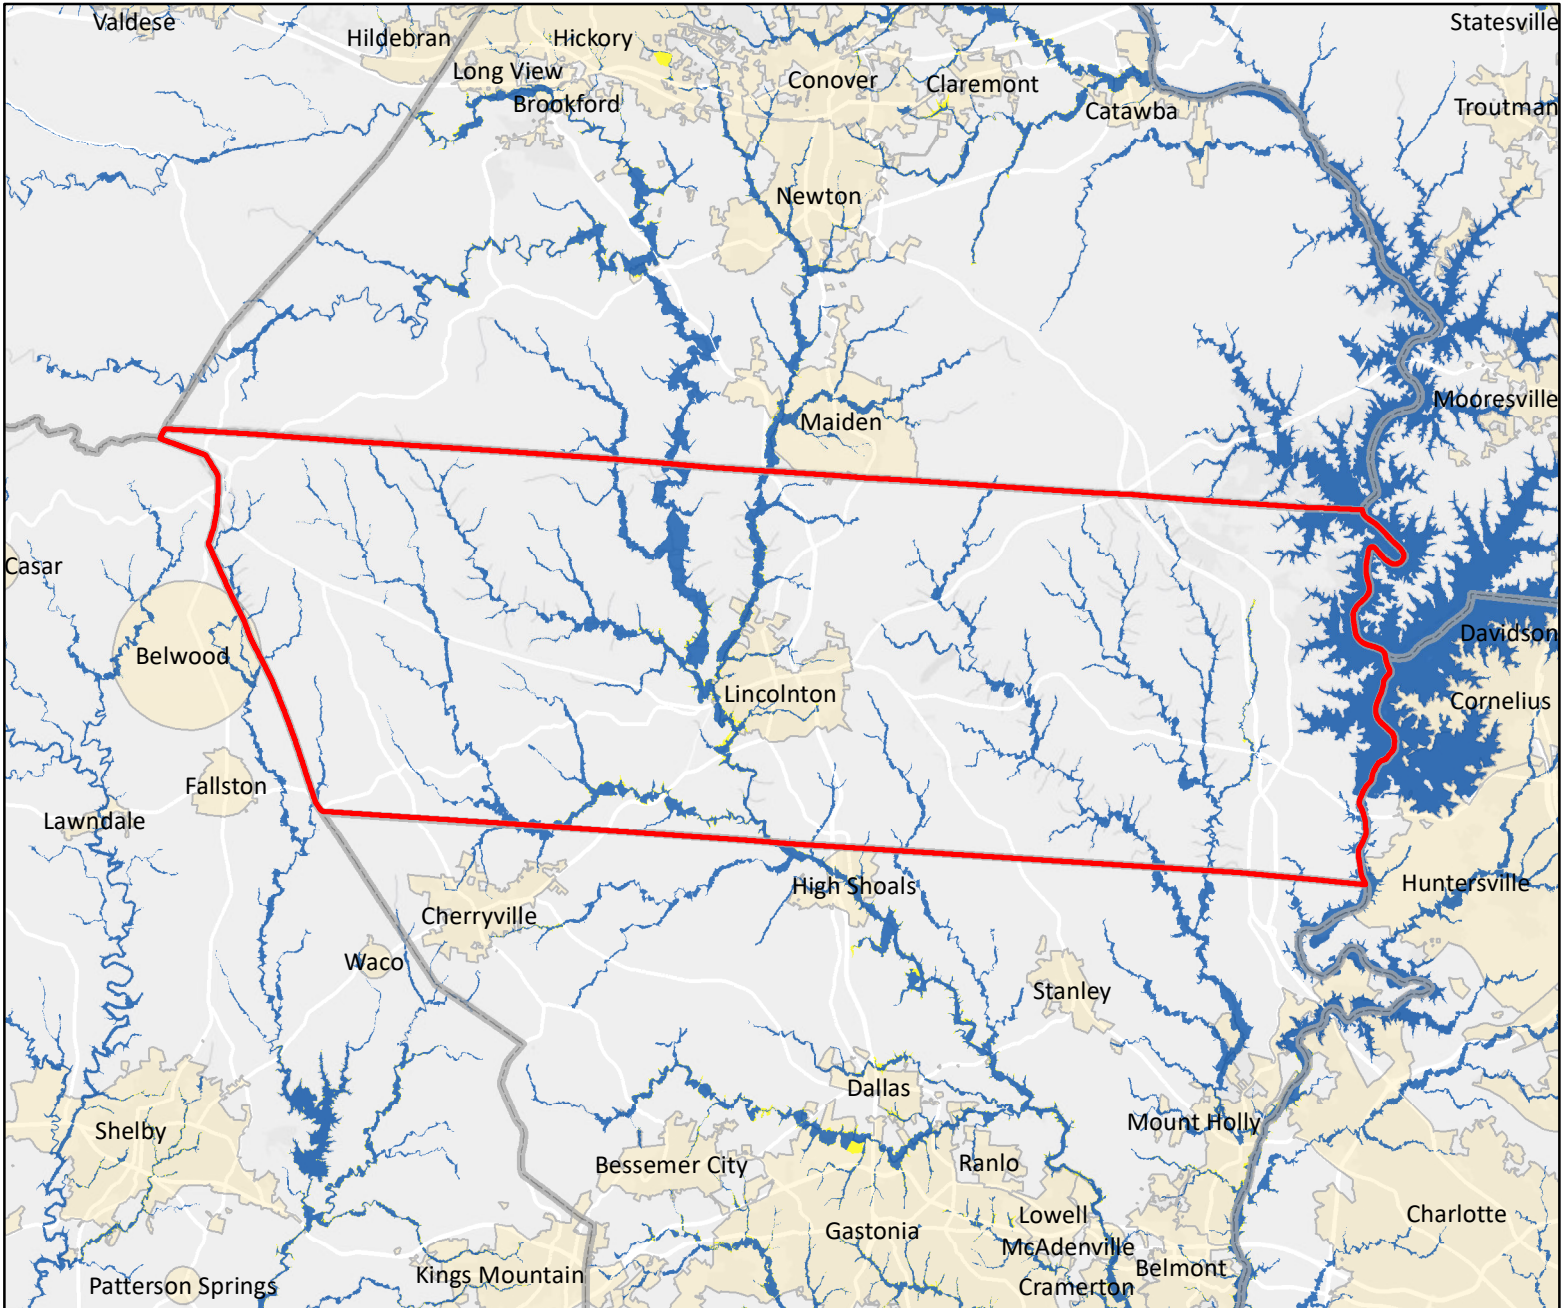 Valdese
Hildebran
Hickory
Statesville
Long View
Conover
Claremont
Brookford
Catawba
Troutman
Newton
Mooresville
Maiden
Casar
Davidson
Belwood
Lincolnton
Cornelius
Fallston
Lawndale
High Shoals
Huntersville
Cherryville
Waco
Stanley
Dallas
Shelby
Mount Holly
Bessemer City
Ranlo
Lowell
Charlotte
Gastonia
McAdenville
Belmont
Patterson Springs
Kings Mountain
Cramerton